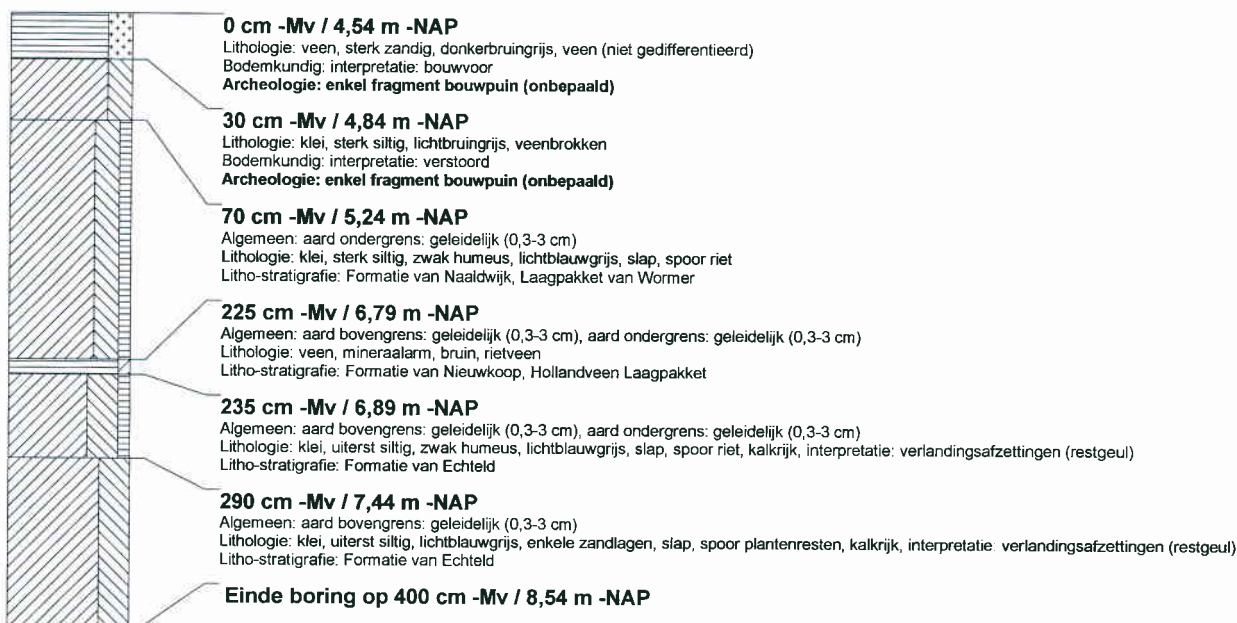 0 cm -Mv / 4,54 m -NAP
Lithologie: veen, sterk zandig, donkerbruingrijs, veen (niet gedifferentieerd)
Bodemkundig: interpretatie: bouwvoor
Archeologie: enkel fragment bouwpuin (onbepaald)
30 cm -Mv / 4,84 m -NAP
Lithologie: klei, sterk siltig, lichtbruingrijs, veenbrokken
Bodemkundig: interpretatie: verstoord
Archeologie: enkel fragment bouwpuin (onbepaald)
70 cm -Mv / 5,24 m -NAP
Algemeen: aard ondergrens: geleidelijk (0,3-3 cm)
Lithologie: klei, sterk siltig, zwak humeus, lichtblauwgrijs, slap, spoor riet
Litho-stratigrafie: Formatie van Naaldwijk, Laagpakket van Wormer
225 cm -Mv / 6,79 m -NAP
Algemeen: aard bovengrens: geleidelijk (0,3-3 cm), aard ondergrens: geleidelijk (0,3-3 cm)
Lithologie: veen, mineraalarm, bruin, rietveen
Litho-stratigrafie: Formatie van Nieuwkoop, Hollandveen Laagpakket
235 cm -Mv / 6,89 m -NAP
Algemeen: aard bovengrens: geleidelijk (0,3-3 cm), aard ondergrens: geleidelijk (0,3-3 cm)
Lithologie: klei, uiterst siltig, zwak humeus, lichtblauwgrijs, slap, spoor riet, kalkrijk, interpretatie: verlandingsafzettingen (restgeul)
Litho-stratigrafie: Formatie van Echteld
290 cm -Mv / 7,44 m -NAP
Algemeen: aard bovengrens: geleidelijk (0,3-3 cm)
Lithologie: klei, uiterst siltig, lichtblauwgrijs, enkele zandlagen, slap, spoor plantenresten, kalkrijk, interpretatie: verlandingsafzettingen (restgeul)
Litho-stratigrafie: Formatie van Echteld
Einde boring op 400 cm -Mv / 8,54 m -NAP